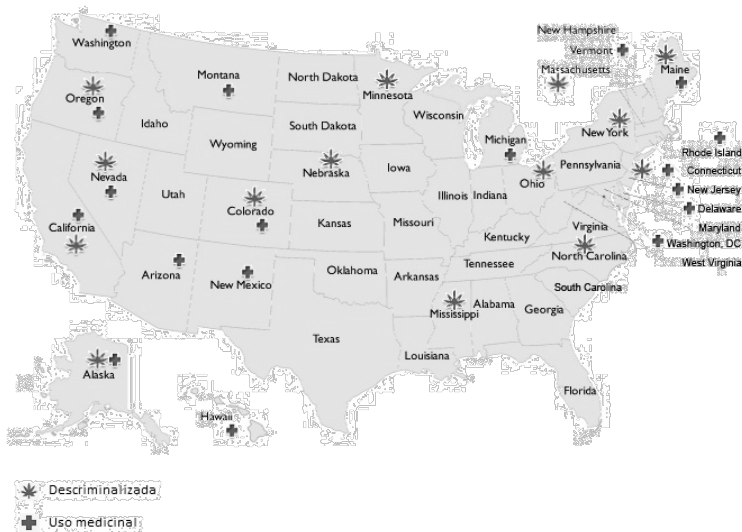 New Hampshire
Vermont
Massachusetts
Maine
Washington
Montana
North Dakota
Minnesota
Oregon
Idaho
Wyoming
South Dakota
Wisconsin
Michigan
New York
Rhode Island
Connecticut
New Jersey
Delaware
Maryland
Washington, DC
West Virginia
Nevada
Utah
Nebraska
Iowa
Illinois
Indiana
Ohio
Pennsylvania
California
Colorado
Kansas
Missouri
Kentucky
Virginia
Arizona
New Mexico
Oklahoma
Arkansas
Tennessee
North Carolina
South Carolina
Mississippi
Alabama
Georgia
Texas
Louisiana
Florida
Alaska
Hawaii
Descriminalizada
Uso medicinal